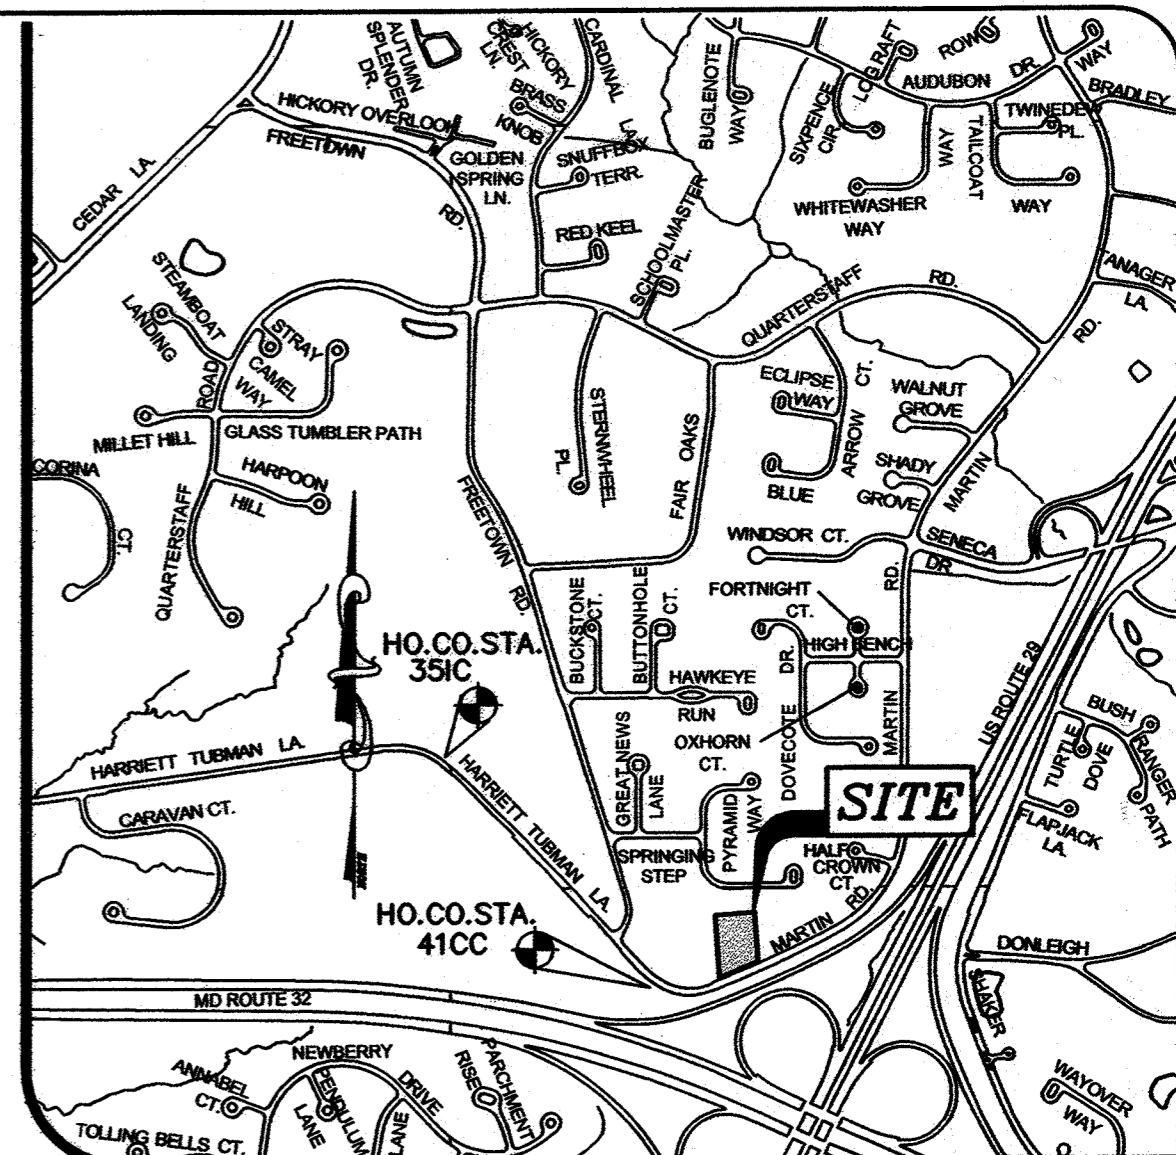 AUTUMN
SPLENDER
DR.
HICKORY
CREST
LN.
CARDINAL
LA.
BRASS
KNOB
HICKORY OVERLOOK
FREETOWN
RD.
GOLDEN
SPRING
LN.
SNUFFBOX
TERR.
RED KEEL
SCHOOLMASTER
PL.
BUGLENOTE
WAY
SIXPENCE
CIR.
LOG RAFT
ROW
AUDUBON
DR.
WAY
BRADLEY
TWINEDEW
PL.
TAILCOAT
WAY
WAY
WHITEWASHER
WAY
TANAGER
LA.
CEDAR LA.
STEAMBOAT
LANDING
STRAY
CAMEL
WAY
ROAD
MILLET HILL
GLASS TUMBLER PATH
HARPOON
HILL
CORINA
CT.
QUARTERSTAFF
QUARTERSTAFF
RD.
RD.
ECLIPSE
WAY
CT.
ARROW
BLUE
WALNUT
GROVE
SHADY
GROVE
MARTIN
STERNWHEEL
PL.
FAIR OAKS
FREETOWN
RD.
WINDSOR CT.
SENECA
DR.
RD.
FORTNIGHT
CT.
HIGH BENCH
BUCKSTONE
CT.
BUTTONHOLE
CT.
HAWKEYE
RUN
DR.
DOVECOTE
OXHORN
CT.
MARTIN
US ROUTE 29
BUSH
RANGER
PATH
TURTLE
DOVE
FLAPJACK
LA.
HO.CO.STA.
35IC
HARRIETT TUBMAN LA.
CARAVAN CT.
HARRIETT TUBMAN LA.
GREAT NEWS
LANE
SPRINGING
STEP
PYRAMID
WAY
SITE
HALF
CROWN
CT.
MARTIN
RD.
HO.CO.STA.
41CC
MD ROUTE 32
DONLEIGH
SHAKER
WAYOVER
WAY
ANNABEL
CT.
NEWBERRY
DRIVE
PENDULUM
LANE
LANE
PARCHMENT
RISE
TOLLING BELLS CT.